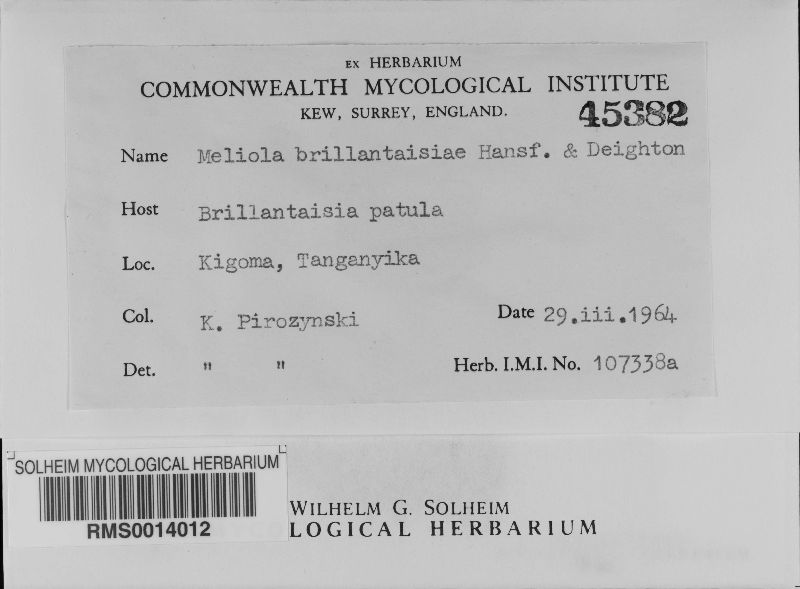 EX HERBARIUM
COMMONWEALTH MYCOLOGICAL INSTITUTE
KEW, SURREY, ENGLAND.
45382
Name Meliola brillantaisiae Hansf. & Deighton
Host Brillantaisia patula
Loc. Kigoma, Tanganyika
Col. K. Pirozynski Date 29.iii.1964
Det. " " Herb. I.M.I. No. 107338a
SOLHEIM MYCOLOGICAL HERBARIUM
RMS0014012
WILHELM G. SOLHEIM
LOGICAL HERBARIUM